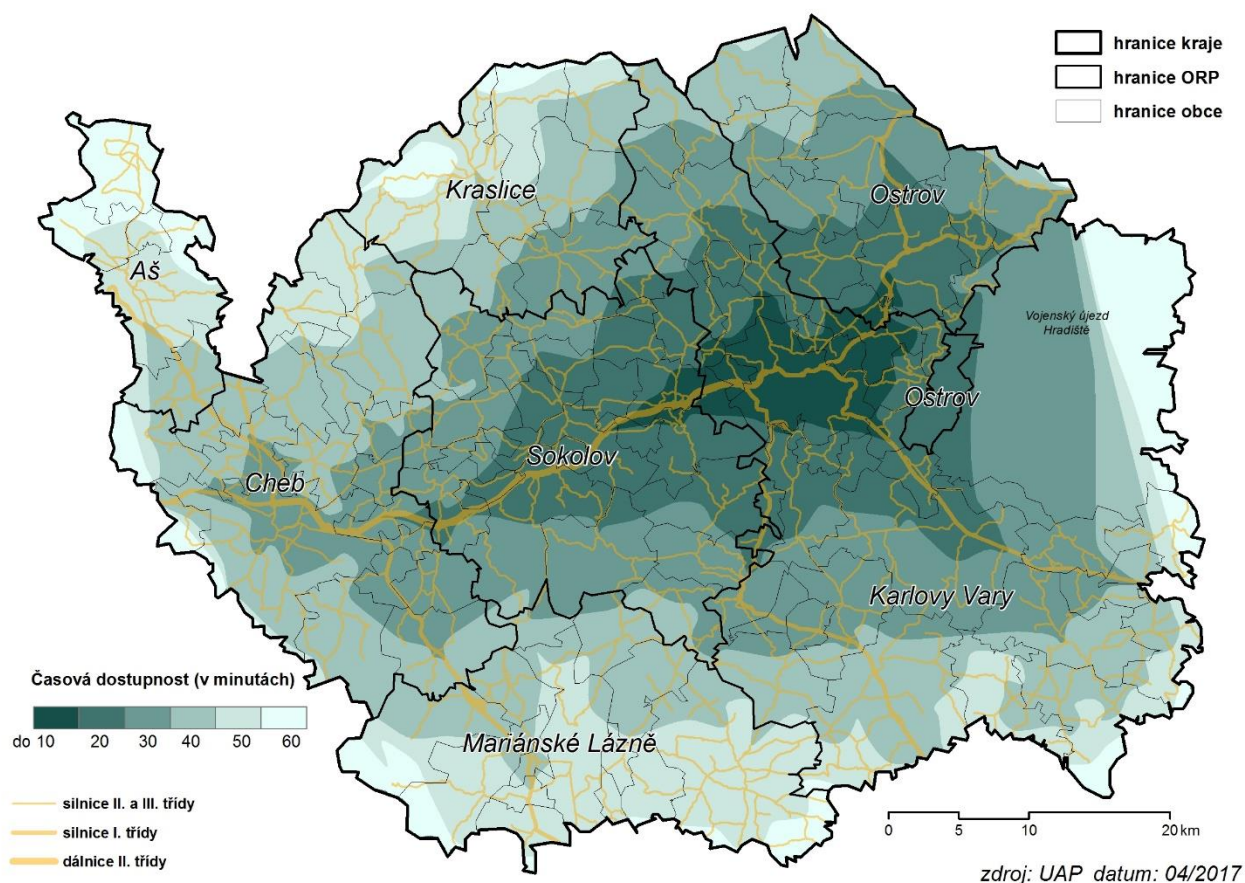 hranice kraje
hranice ORP
hranice obce
Kraslice
Ostrov
Aš
Vojenský újezd
Hradiště
Ostrov
Sokolov
Cheb
Karlovy Vary
Mariánské Lázně
Časová dostupnost (v minutách)
do 10 20 30 40 50 60
silnice II. a III. třídy
silnice I. třídy
dálnice II. třídy
0 5 10 20 km
zdroj: UAP datum: 04/2017